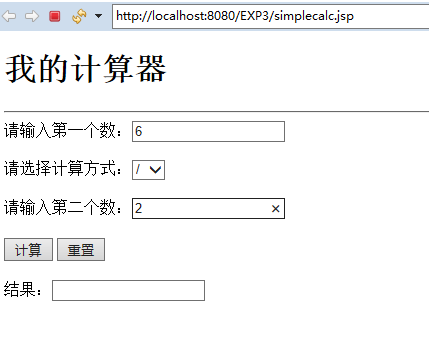 http://localhost:8080/EXP3/simplecalc.jsp
我的计算器
请输入第一个数：6
请选择计算方式：/
请输入第二个数：2 ×
计算 重置
结果：